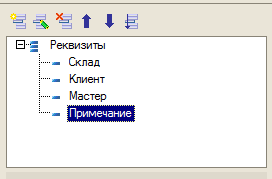 Реквизиты
Склад
Клиент
Мастер
Примечание